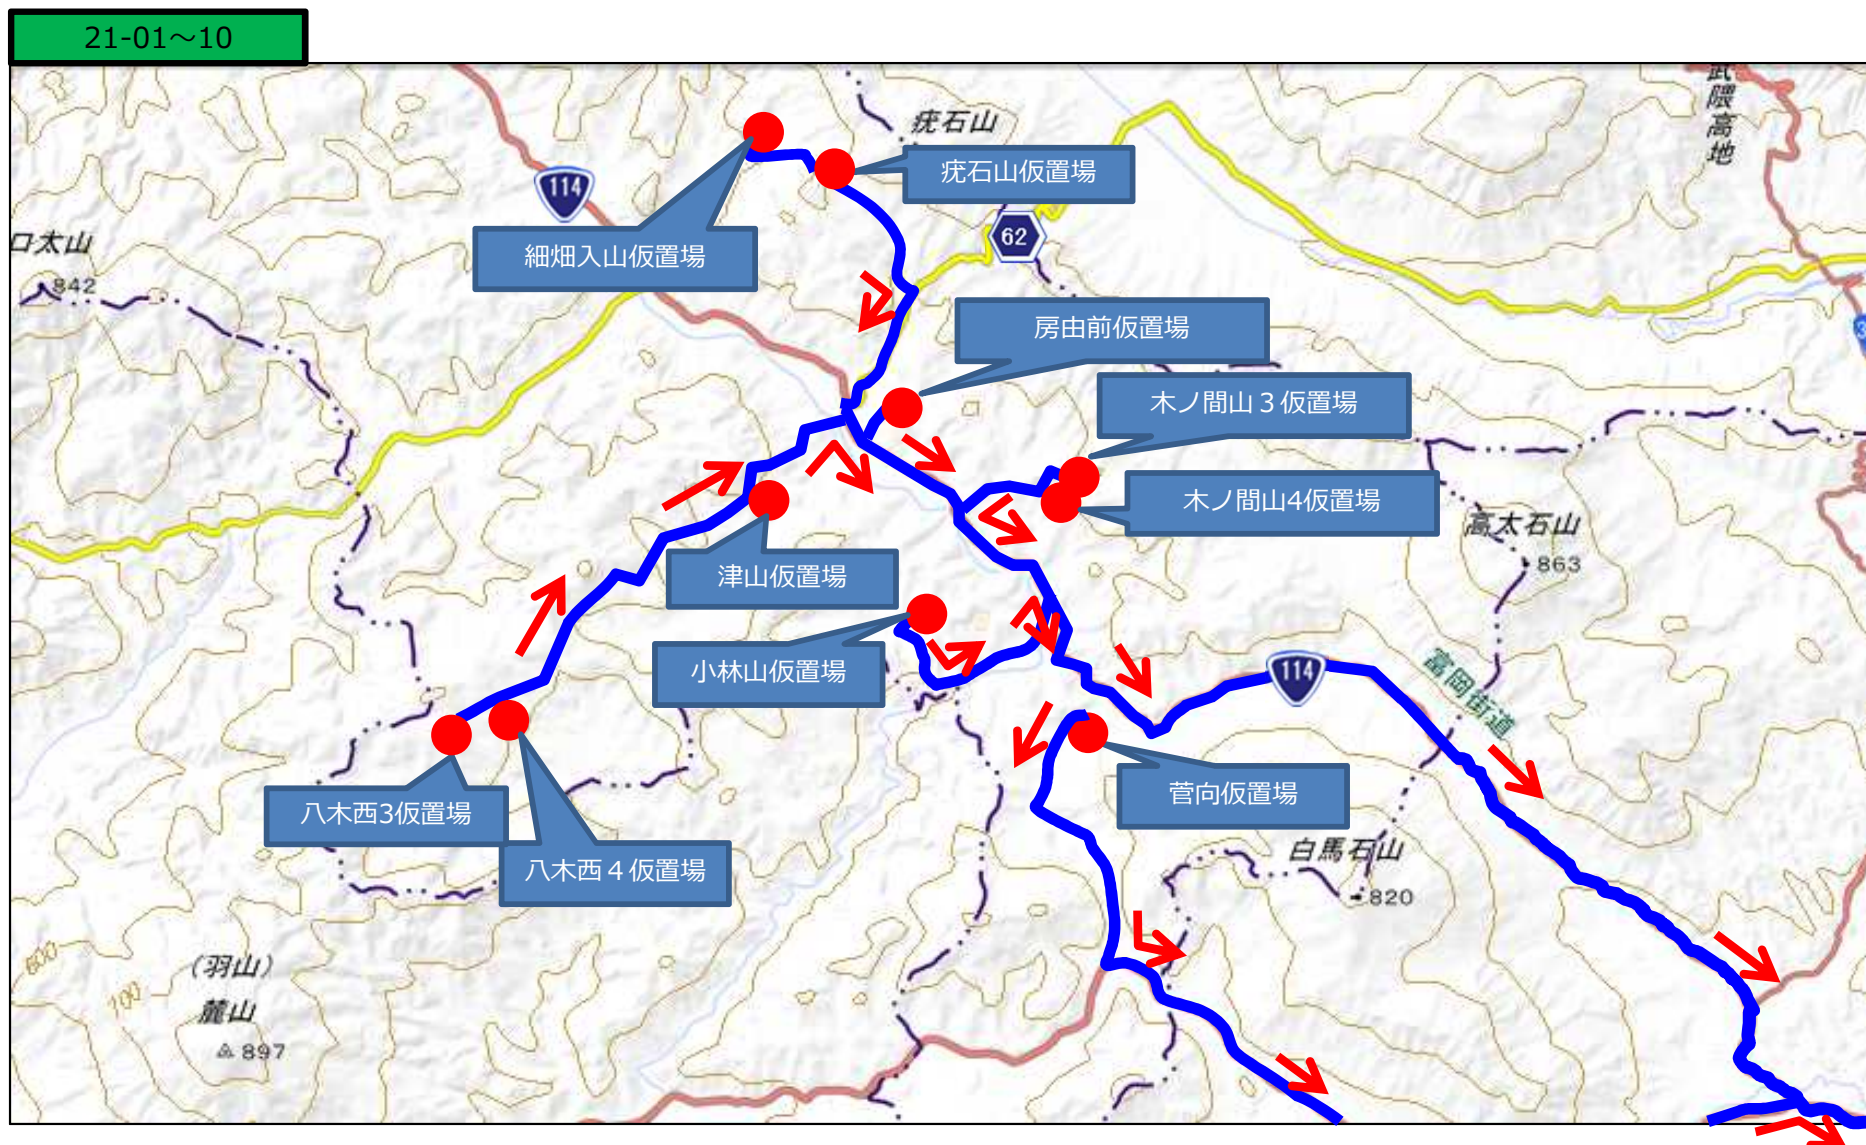 21-01～10
武隈高地
疣石山
疣石山仮置場
114
62
口太山
842
細畑入山仮置場
房由前仮置場
木ノ間山３仮置場
木ノ間山4仮置場
高太石山
863
津山仮置場
小林山仮置場
114
富岡街道
菅向仮置場
八木西3仮置場
八木西４仮置場
白馬石山
820
600
700
（羽山）
麓山
897